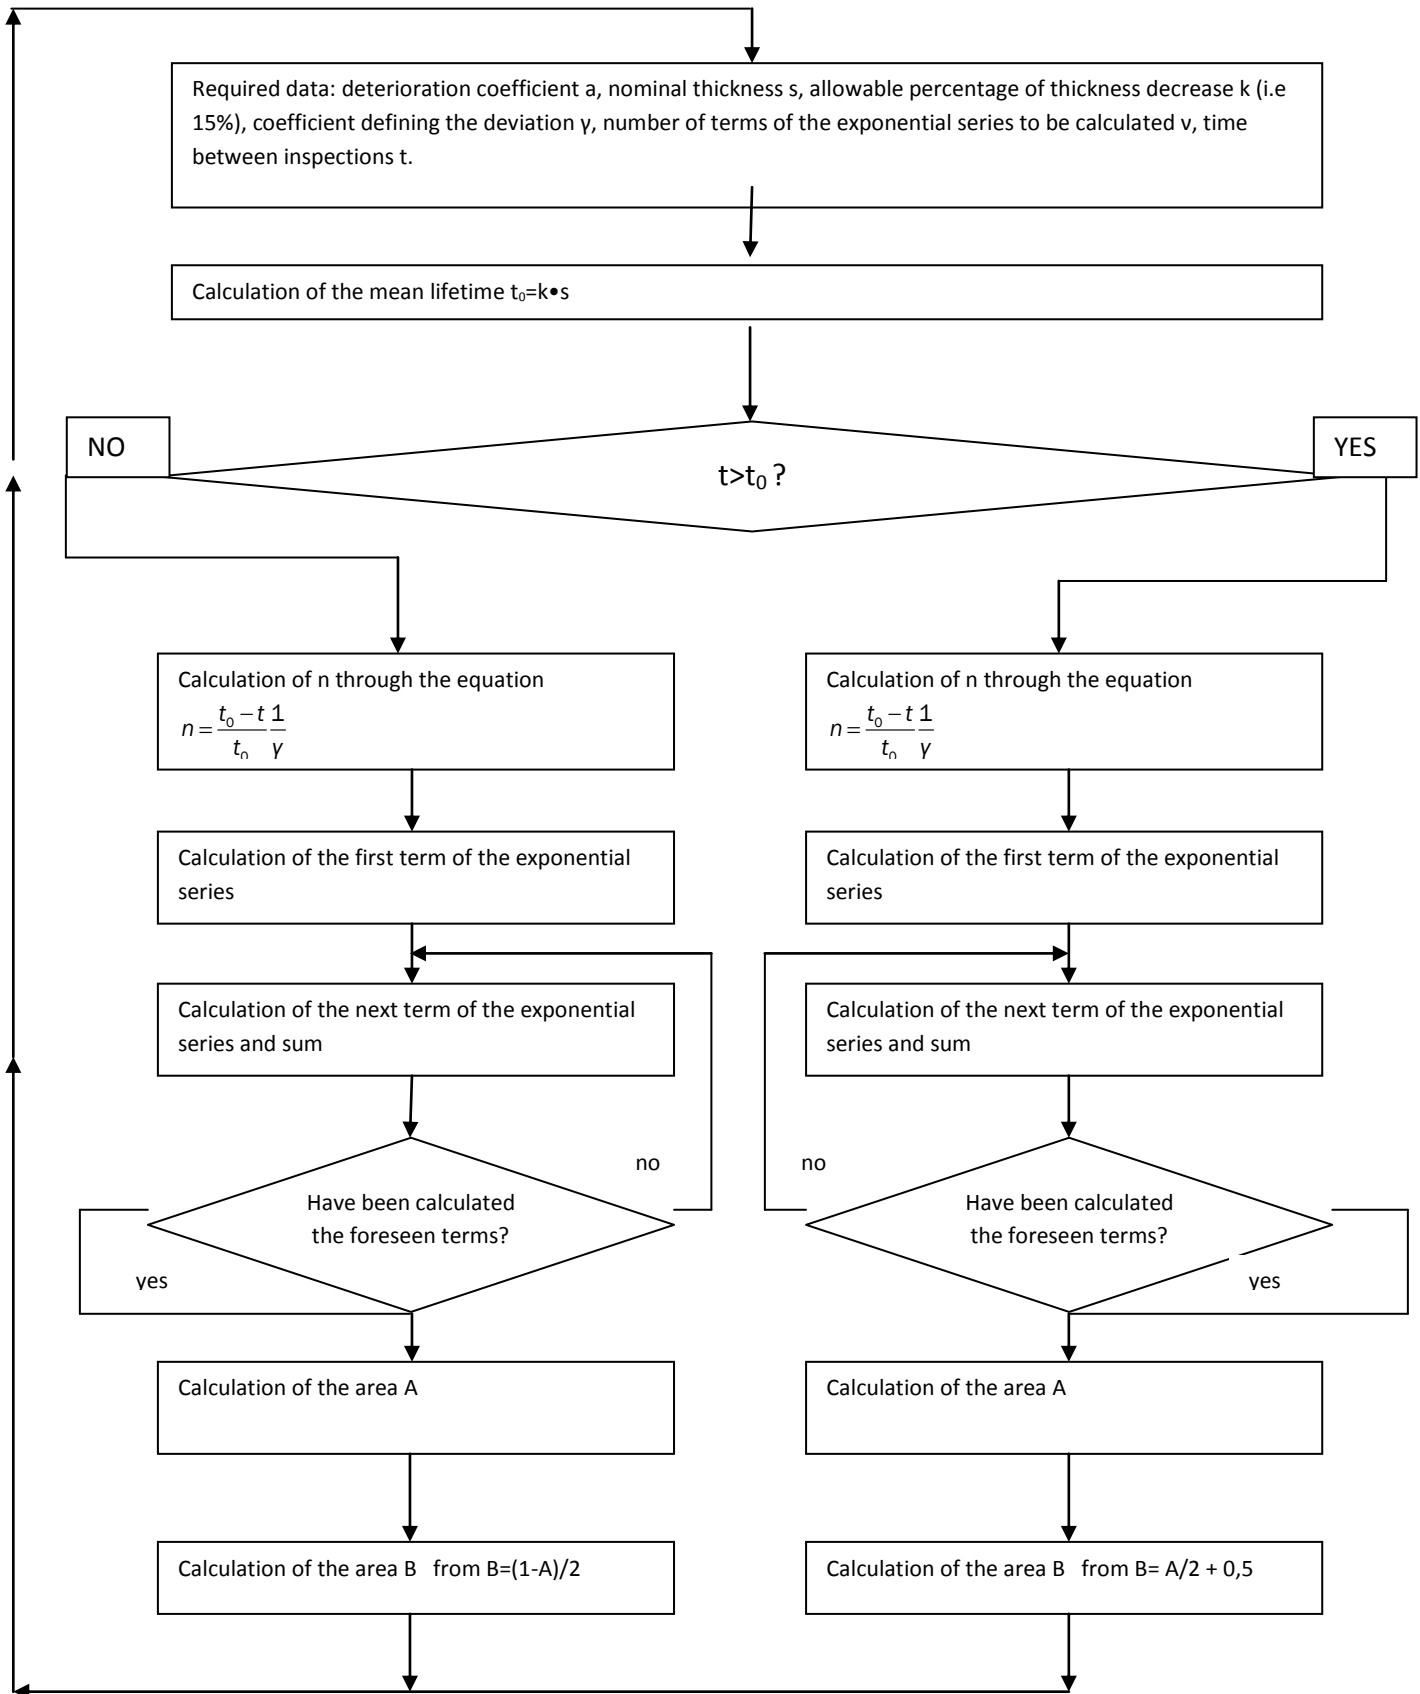 Required data: deterioration coefficient a, nominal thickness s, allowable percentage of thickness decrease k (i.e
15%), coefficient defining the deviation γ, number of terms of the exponential series to be calculated ν, time
between inspections t.
Calculation of the mean lifetime t₀=k•s
NO
YES
t>t₀ ?
Calculation of n through the equation
n = (t₀ − t)/t₀ 1/γ
Calculation of n through the equation
n = (t₀ − t)/t₀ 1/γ
Calculation of the first term of the exponential
series
Calculation of the first term of the exponential
series
Calculation of the next term of the exponential
series and sum
Calculation of the next term of the exponential
series and sum
no
no
Have been calculated
the foreseen terms?
Have been calculated
the foreseen terms?
yes
yes
Calculation of the area A
Calculation of the area A
Calculation of the area B   from B=(1-A)/2
Calculation of the area B   from B= A/2 + 0,5